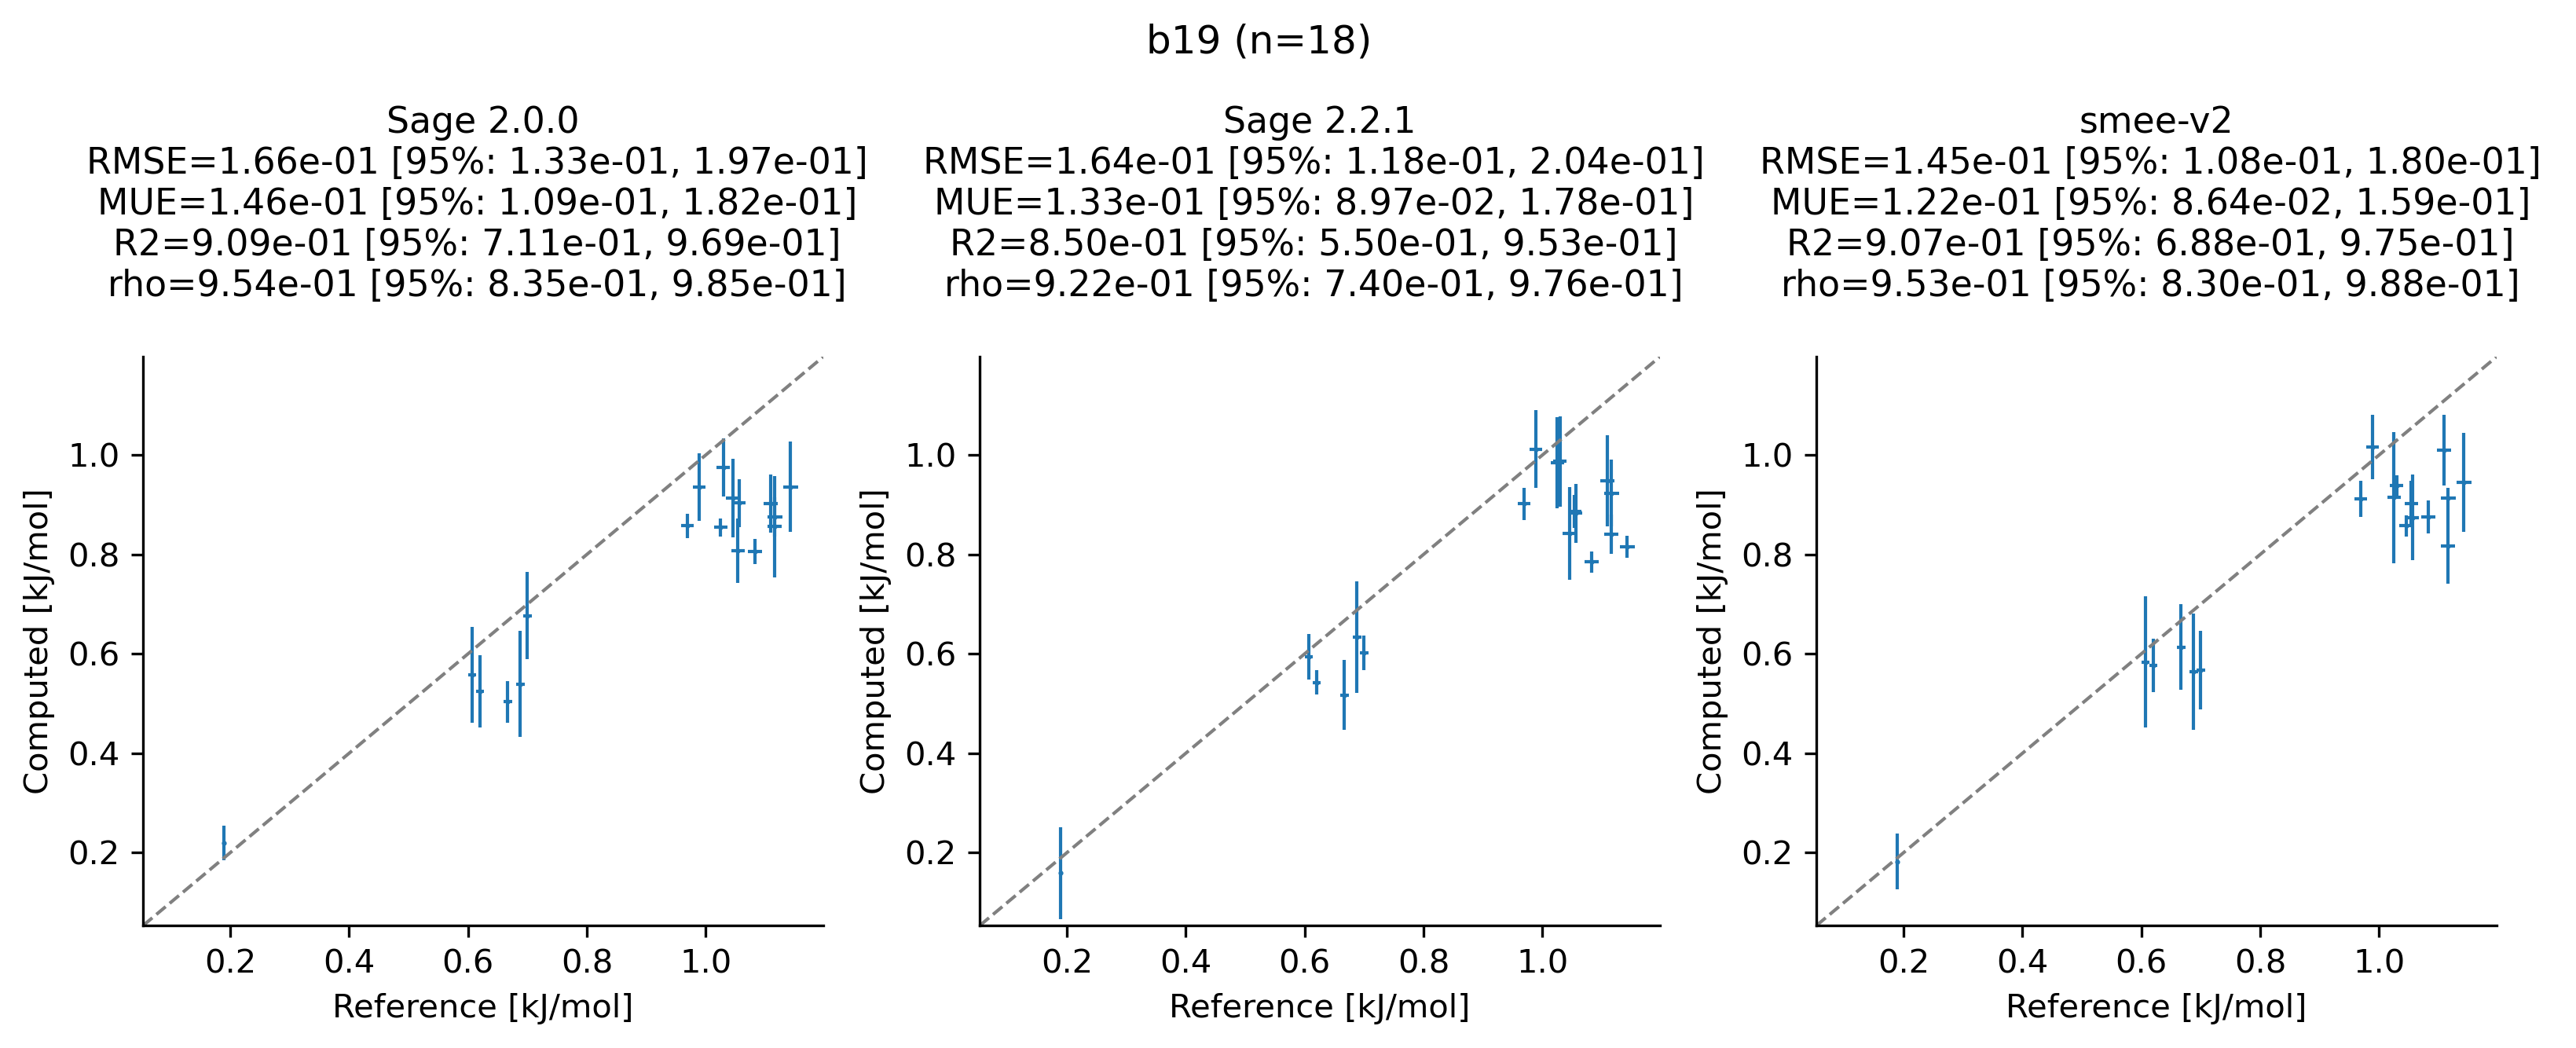 b19 (n=18)
Sage 2.0.0
RMSE=1.66e-01 [95%: 1.33e-01, 1.97e-01]
MUE=1.46e-01 [95%: 1.09e-01, 1.82e-01]
R2=9.09e-01 [95%: 7.11e-01, 9.69e-01]
rho=9.54e-01 [95%: 8.35e-01, 9.85e-01]
1.0
0.8
0.6
0.4
0.2
Computed [kJ/mol]
0.2 0.4 0.6 0.8 1.0
Reference [kJ/mol]
Sage 2.2.1
RMSE=1.64e-01 [95%: 1.18e-01, 2.04e-01]
MUE=1.33e-01 [95%: 8.97e-02, 1.78e-01]
R2=8.50e-01 [95%: 5.50e-01, 9.53e-01]
rho=9.22e-01 [95%: 7.40e-01, 9.76e-01]
1.0
0.8
0.6
0.4
0.2
Computed [kJ/mol]
0.2 0.4 0.6 0.8 1.0
Reference [kJ/mol]
smee-v2
RMSE=1.45e-01 [95%: 1.08e-01, 1.80e-01]
MUE=1.22e-01 [95%: 8.64e-02, 1.59e-01]
R2=9.07e-01 [95%: 6.88e-01, 9.75e-01]
rho=9.53e-01 [95%: 8.30e-01, 9.88e-01]
1.0
0.8
0.6
0.4
0.2
Computed [kJ/mol]
0.2 0.4 0.6 0.8 1.0
Reference [kJ/mol]